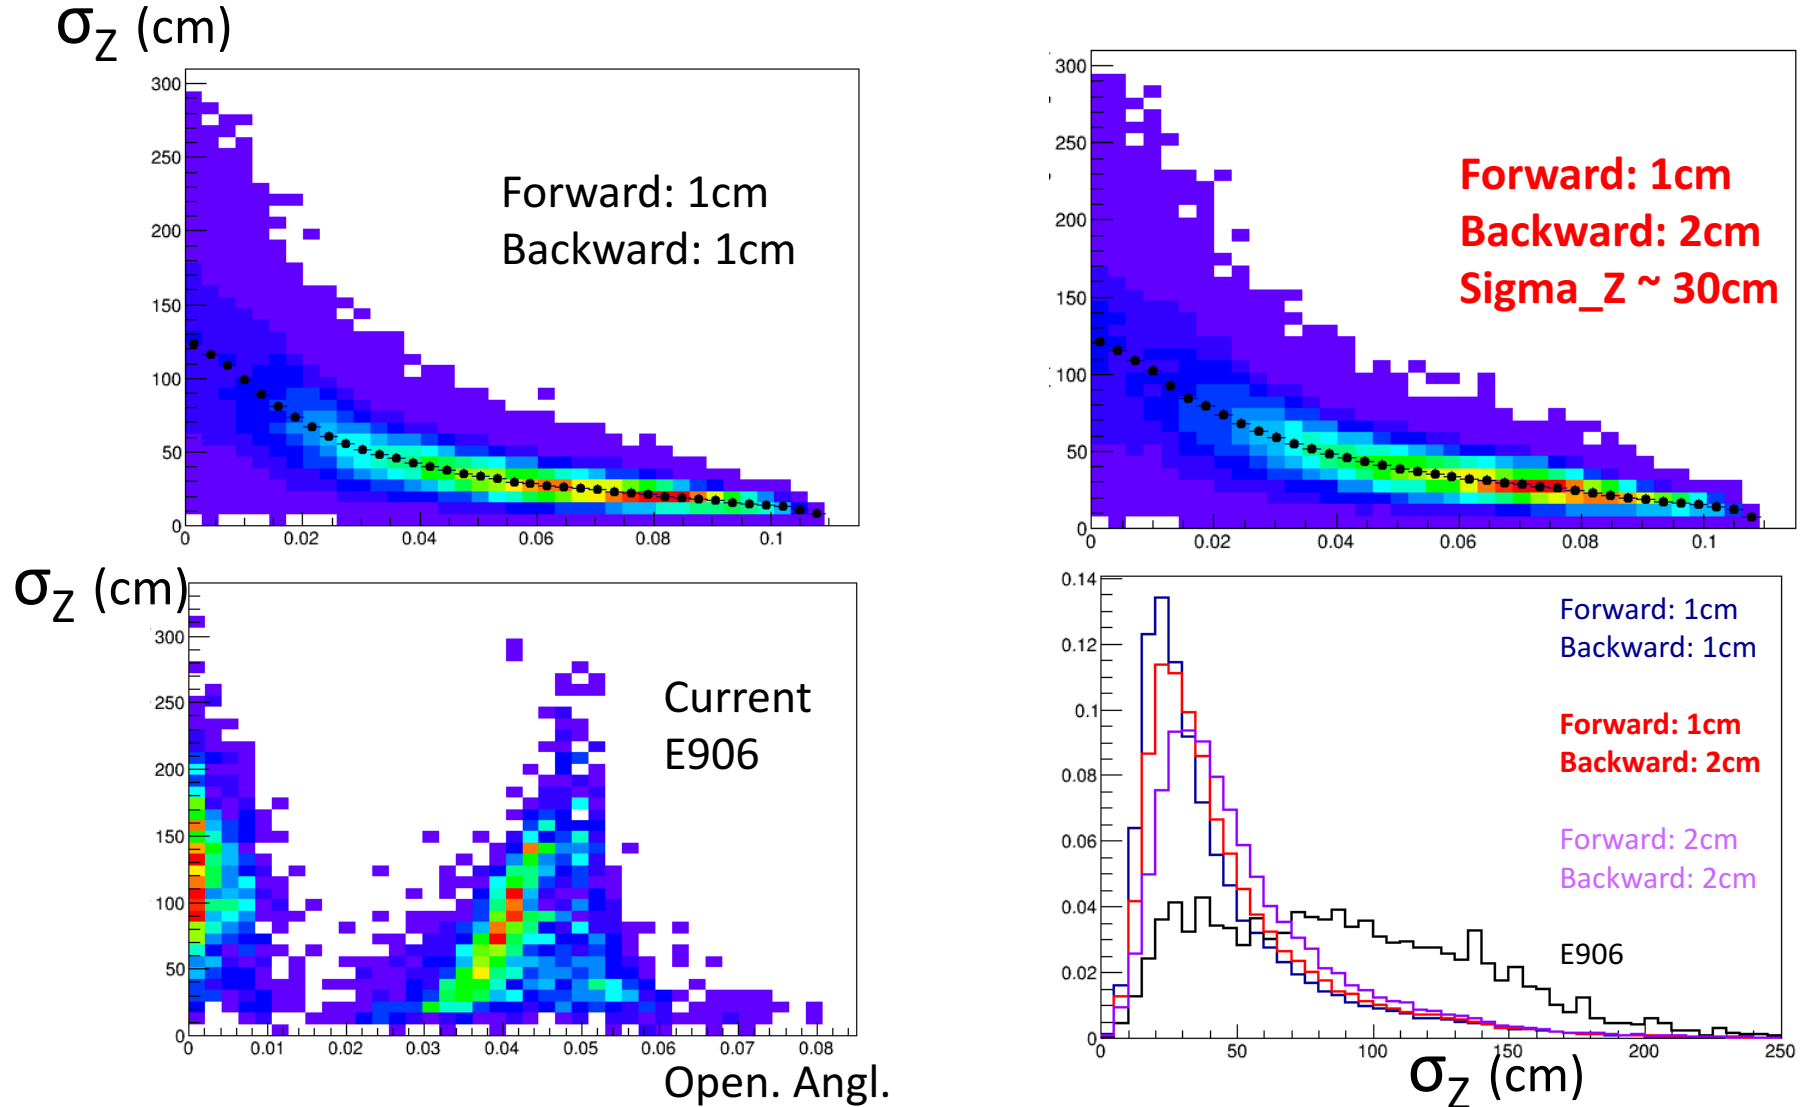 σZ (cm)
300
250
200
150
100
50
0
0 0.02 0.04 0.06 0.08 0.1
Forward: 1cm
Backward: 1cm
300
250
200
150
100
50
0
0 0.02 0.04 0.06 0.08 0.1
Forward: 1cm
Backward: 2cm
Sigma_Z ~ 30cm
σZ (cm)
300
250
200
150
100
50
0
0 0.01 0.02 0.03 0.04 0.05 0.06 0.07 0.08
Current
E906
Open. Angl.
0.14
0.12
0.1
0.08
0.06
0.04
0.02
0
0 50 100 150 200 250
Forward: 1cm
Backward: 1cm
Forward: 1cm
Backward: 2cm
Forward: 2cm
Backward: 2cm
E906
σZ (cm)